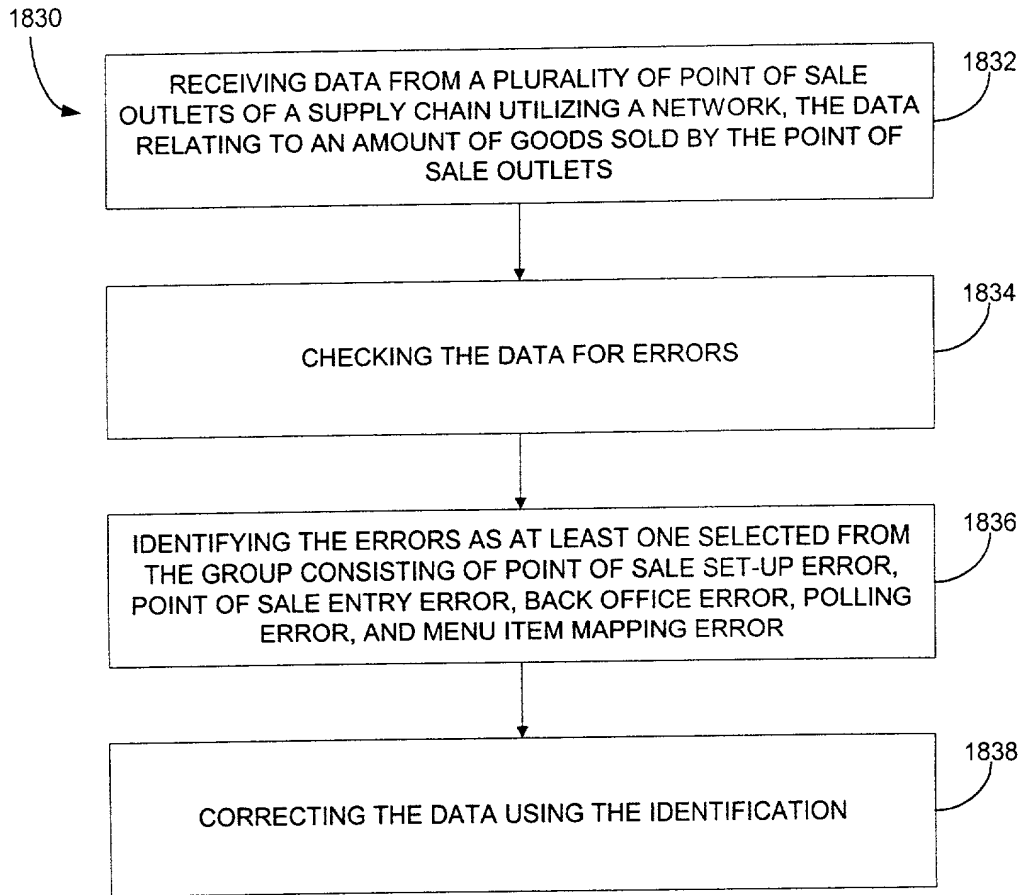 1830
RECEIVING DATA FROM A PLURALITY OF POINT OF SALE
OUTLETS OF A SUPPLY CHAIN UTILIZING A NETWORK, THE DATA
RELATING TO AN AMOUNT OF GOODS SOLD BY THE POINT OF
SALE OUTLETS
1832
CHECKING THE DATA FOR ERRORS
1834
IDENTIFYING THE ERRORS AS AT LEAST ONE SELECTED FROM
THE GROUP CONSISTING OF POINT OF SALE SET-UP ERROR,
POINT OF SALE ENTRY ERROR, BACK OFFICE ERROR, POLLING
ERROR, AND MENU ITEM MAPPING ERROR
1836
CORRECTING THE DATA USING THE IDENTIFICATION
1838